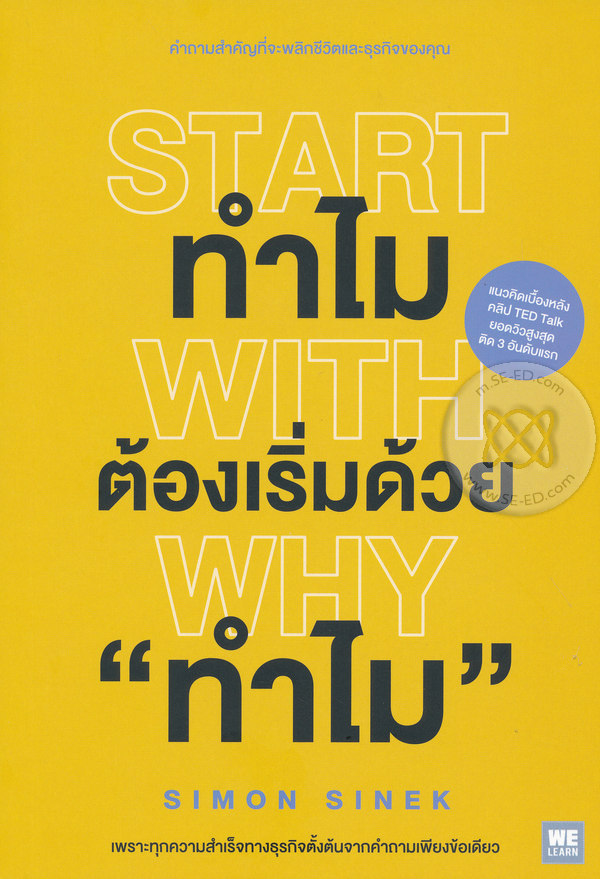 คำถามสำคัญที่จะพลิกชีวิตและธุรกิจของคุณ
START
ทำไม
แนวคิดเบื้องหลัง
คลิป TED Talk
ยอดวิวสูงสุด
ติด 3 อันดับแรก
WITH
m.SE-ED.com
ต้องเริ่มด้วย
www.SE-ED.com
WHY
“ทำไม”
SIMON SINEK
เพราะทุกความสำเร็จทางธุรกิจตั้งต้นจากคำถามเพียงข้อเดียว
WE
LEARN